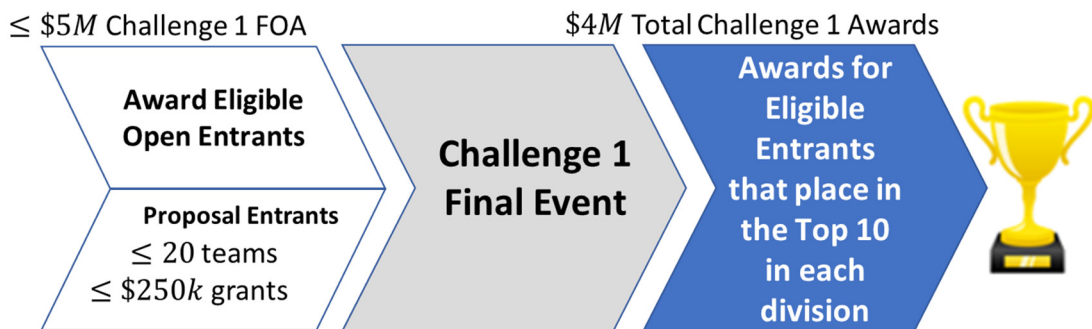 ≤ $5M Challenge 1 FOA
Award Eligible
Open Entrants
Proposal Entrants
≤ 20 teams
≤ $250k grants
Challenge 1
Final Event
$4M Total Challenge 1 Awards
Awards for
Eligible
Entrants
that place in
the Top 10
in each
division